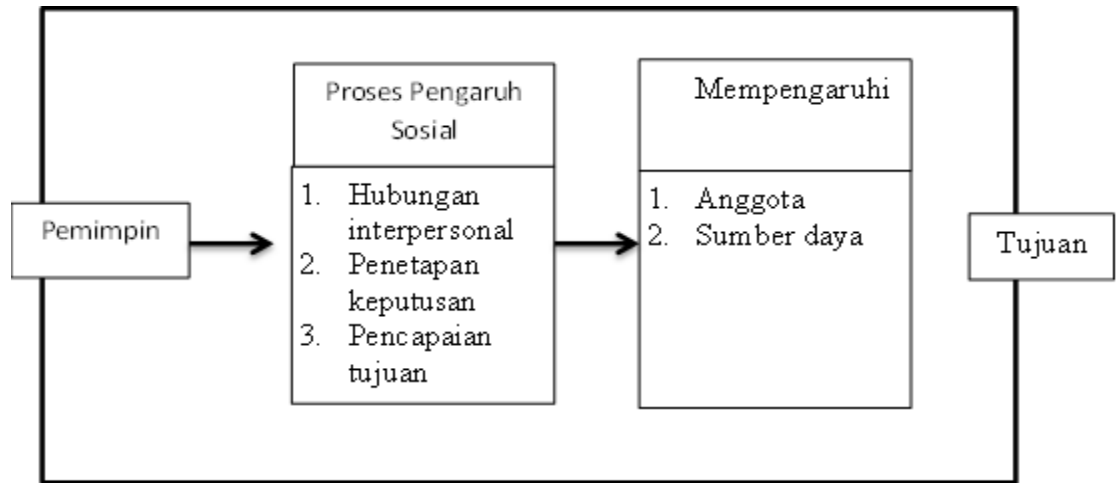 Pemimpin
Proses Pengaruh
Sosial
1. Hubungan
interpersonal
2. Penetapan
keputusan
3. Pencapaian
tujuan
Mempengaruhi
1. Anggota
2. Sumber daya
Tujuan